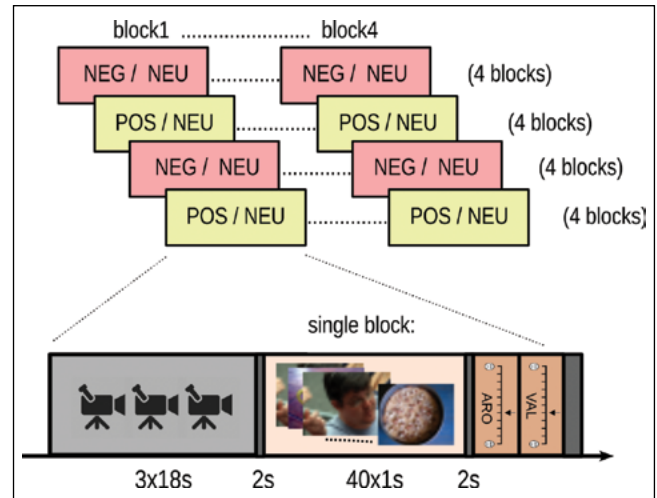 block1 ...................... block4
NEG / NEU ............ NEG / NEU (4 blocks)
POS / NEU ............ POS / NEU (4 blocks)
NEG / NEU ............ NEG / NEU (4 blocks)
POS / NEU ............ POS / NEU (4 blocks)
single block:
ARO VAL
3x18s 2s 40x1s 2s